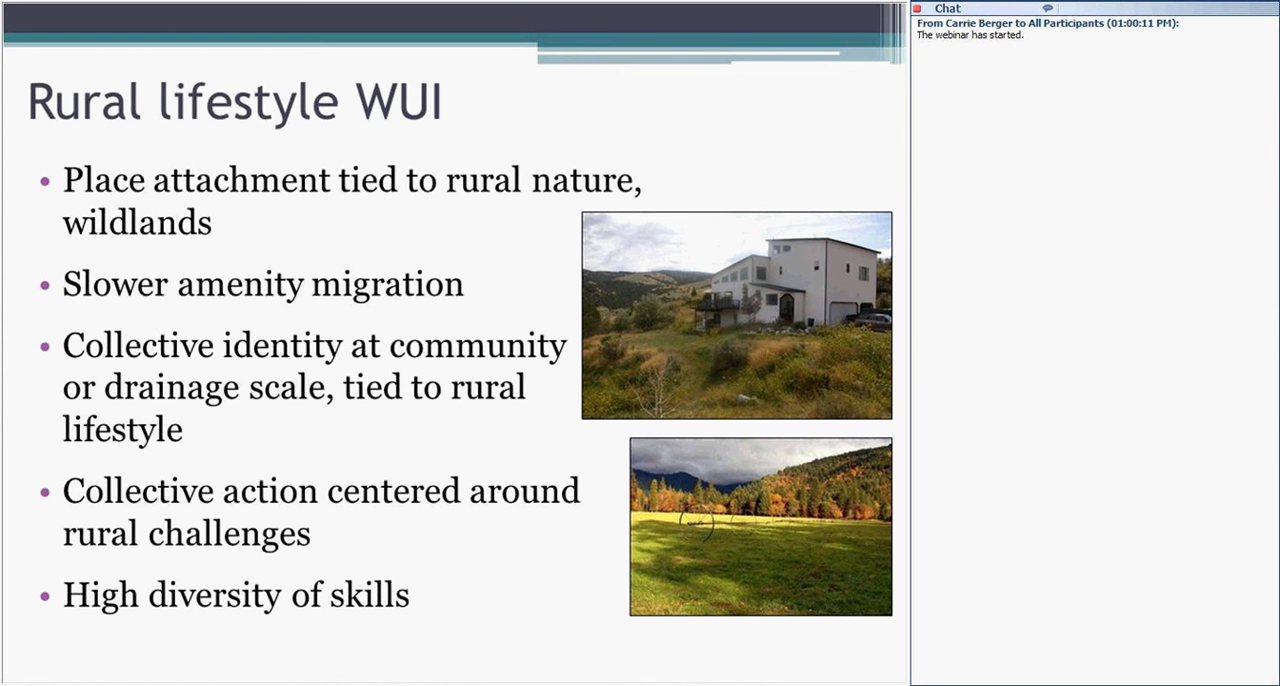 Rural lifestyle WUI
• Place attachment tied to rural nature,
wildlands
• Slower amenity migration
• Collective identity at community
or drainage scale, tied to rural
lifestyle
• Collective action centered around
rural challenges
• High diversity of skills
Chat
From Carrie Berger to All Participants (01:00:11 PM):
The webinar has started.